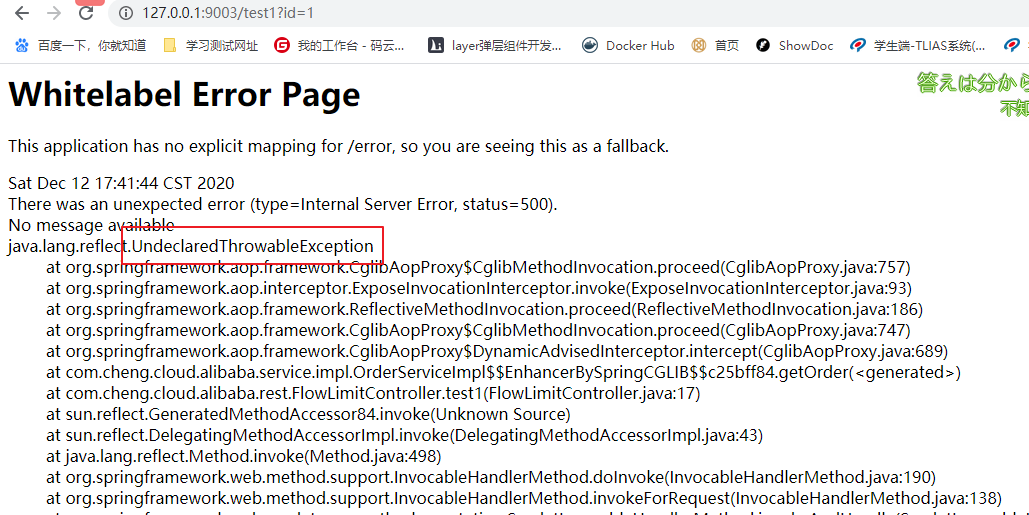 127.0.0.1:9003/test1?id=1
百度一下，你就知道 学习测试网址 我的工作台 - 码云... layer弹层组件开发... Docker Hub 首页 ShowDoc 学生端-TLIAS系统(...
答えは分から
不知
Whitelabel Error Page
This application has no explicit mapping for /error, so you are seeing this as a fallback.
Sat Dec 12 17:41:44 CST 2020
There was an unexpected error (type=Internal Server Error, status=500).
No message available
java.lang.reflect.UndeclaredThrowableException
at org.springframework.aop.framework.CglibAopProxy$CglibMethodInvocation.proceed(CglibAopProxy.java:757)
at org.springframework.aop.interceptor.ExposeInvocationInterceptor.invoke(ExposeInvocationInterceptor.java:93)
at org.springframework.aop.framework.ReflectiveMethodInvocation.proceed(ReflectiveMethodInvocation.java:186)
at org.springframework.aop.framework.CglibAopProxy$CglibMethodInvocation.proceed(CglibAopProxy.java:747)
at org.springframework.aop.framework.CglibAopProxy$DynamicAdvisedInterceptor.intercept(CglibAopProxy.java:689)
at com.cheng.cloud.alibaba.service.impl.OrderServiceImpl$$EnhancerBySpringCGLIB$$c25bff84.getOrder(<generated>)
at com.cheng.cloud.alibaba.rest.FlowLimitController.test1(FlowLimitController.java:17)
at sun.reflect.GeneratedMethodAccessor84.invoke(Unknown Source)
at sun.reflect.DelegatingMethodAccessorImpl.invoke(DelegatingMethodAccessorImpl.java:43)
at java.lang.reflect.Method.invoke(Method.java:498)
at org.springframework.web.method.support.InvocableHandlerMethod.doInvoke(InvocableHandlerMethod.java:190)
at org.springframework.web.method.support.InvocableHandlerMethod.invokeForRequest(InvocableHandlerMethod.java:138)